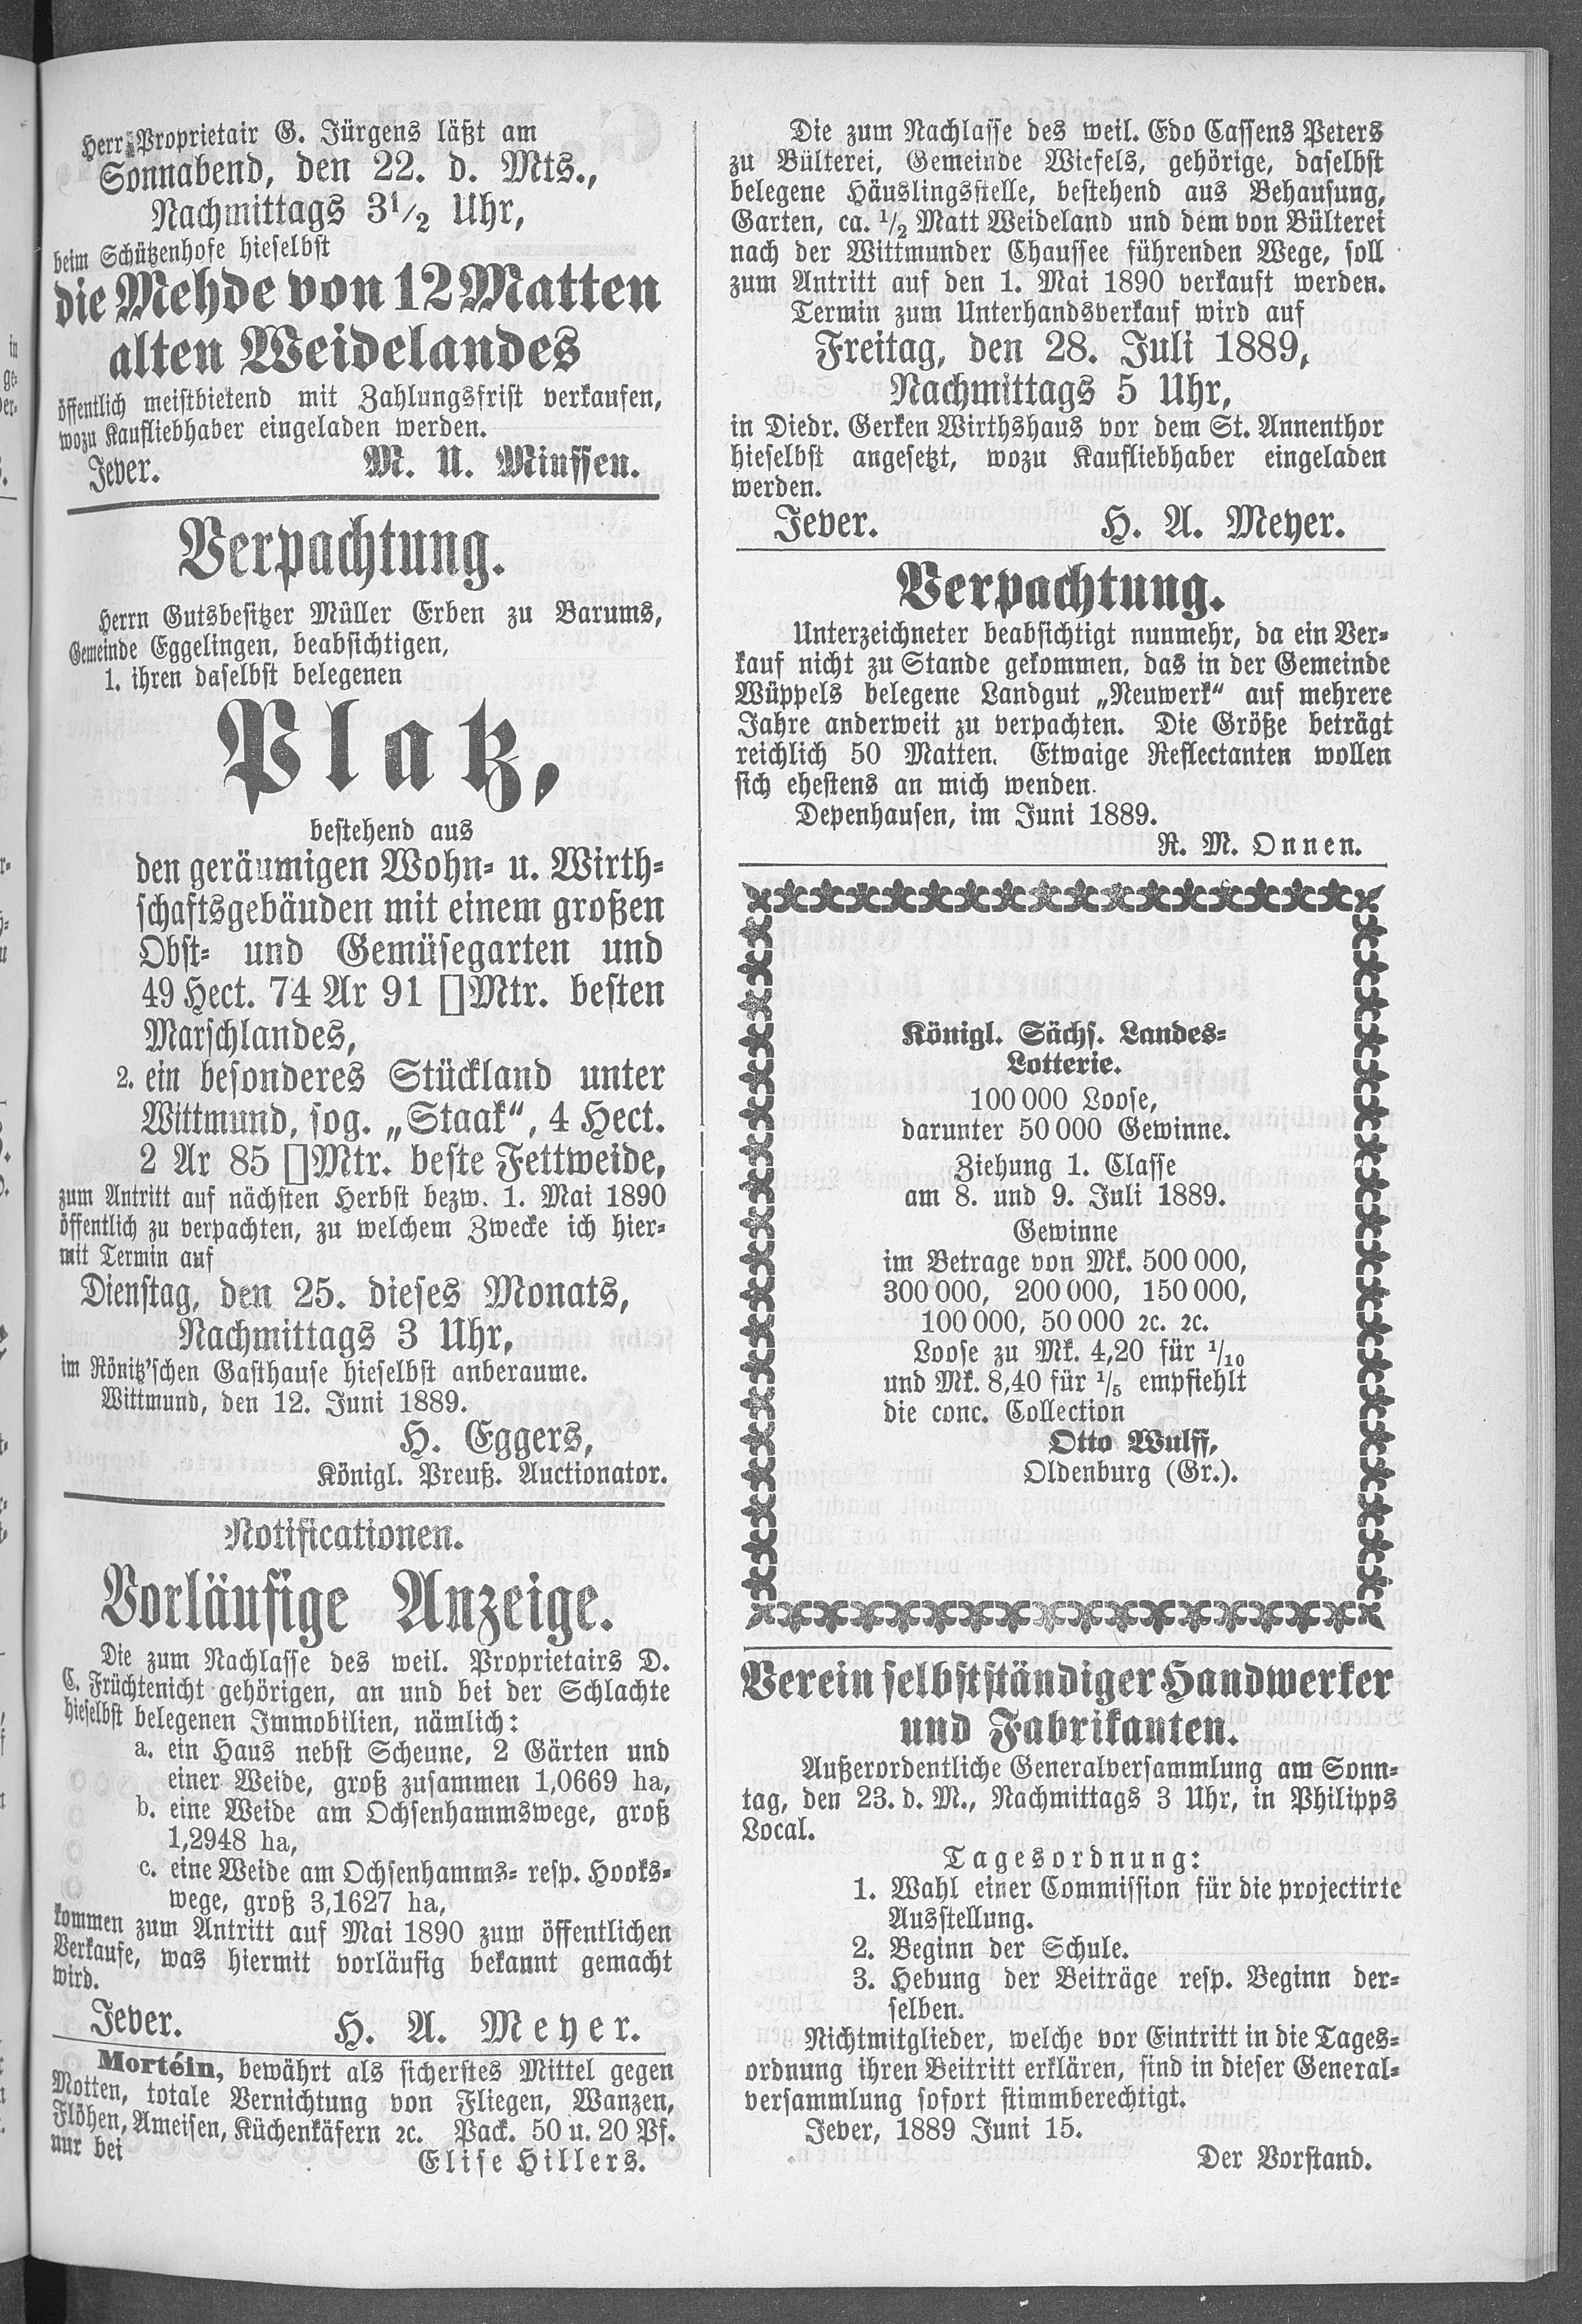 Herr Proprietair G. Jürgens läßt am
Sonnabend, den 22. d. Mts.,
Nachmittags 3½ Uhr,
beim Schützenhofe hieselbst
die Mehde von 12 Matten
alten Weidelandes
öffentlich meistbietend mit Zahlungsfrist verkaufen,
wozu Kaufliebhaber eingeladen werden.
Jever. M. U. Minssen.
Verpachtung.
Herrn Gutsbesitzer Müller Erben zu Barums,
Gemeinde Eggelingen, beabsichtigen,
1. ihren daselbst belegenen
Platz,
bestehend aus
den geräumigen Wohn- u. Wirth-
schaftsgebäuden mit einem großen
Obst- und Gemüsegarten und
49 Hect. 74 Ar 91 []Mtr. besten
Marschlandes,
2. ein besonderes Stückland unter
Wittmund, sog. „Staak“, 4 Hect.
2 Ar 85 []Mtr. beste Fettweide,
zum Antritt auf nächsten Herbst bezw. 1. Mai 1890
öffentlich zu verpachten, zu welchem Zwecke ich hier-
mit Termin auf
Dienstag, den 25. dieses Monats,
Nachmittags 3 Uhr,
im Rönitz'schen Gasthause hieselbst anberaume.
Wittmund, den 12. Juni 1889.
H. Eggers,
Königl. Preuß. Auctionator.
Notificationen.
Vorläufige Anzeige.
Die zum Nachlasse des weil. Proprietairs D.
C. Früchtenicht gehörigen, an und bei der Schlachte
hieselbst belegenen Immobilien, nämlich:
a. ein Haus nebst Scheune, 2 Gärten und
einer Weide, groß zusammen 1,0669 ha,
b. eine Weide am Ochsenhammswege, groß
1,2948 ha,
c. eine Weide am Ochsenhamms- resp. Hooks-
wege, groß 3,1627 ha,
kommen zum Antritt auf Mai 1890 zum öffentlichen
Verkaufe, was hiermit vorläufig bekannt gemacht
wird.
Jever. H. A. Meyer.
Mortéin, bewährt als sicherstes Mittel gegen
Motten, totale Vernichtung von Fliegen, Wanzen,
Flöhen, Ameisen, Küchenkäfern ꝛc. Pack. 50 u. 20 Pf.
nur bei Elise Hillers.
Die zum Nachlasse des weil. Edo Cassens Peters
zu Bülterei, Gemeinde Wiefels, gehörige, daselbst
belegene Häuslingsstelle, bestehend aus Behausung,
Garten, ca. ½ Matt Weideland und dem von Bülterei
nach der Wittmunder Chaussee führenden Wege, soll
zum Antritt auf den 1. Mai 1890 verkauft werden.
Termin zum Unterhandsverkauf wird auf
Freitag, den 28. Juli 1889,
Nachmittags 5 Uhr,
in Diedr. Gerken Wirthshaus vor dem St. Annenthor
hieselbst angesetzt, wozu Kaufliebhaber eingeladen
werden.
Jever. H. A. Meyer.
Verpachtung.
Unterzeichneter beabsichtigt nunmehr, da ein Ver-
kauf nicht zu Stande gekommen, das in der Gemeinde
Wüppels belegene Landgut „Neuwerk“ auf mehrere
Jahre anderweit zu verpachten. Die Größe beträgt
reichlich 50 Matten. Etwaige Reflectanten wollen
sich ehestens an mich wenden.
Depenhausen, im Juni 1889.
R. M. Onnen.
Königl. Sächs. Landes-
Lotterie.
100 000 Loose,
darunter 50 000 Gewinne.
Ziehung 1. Classe
am 8. und 9. Juli 1889.
Gewinne
im Betrage von Mk. 500 000,
300 000, 200 000, 150 000,
100 000, 50 000 ꝛc. ꝛc.
Loose zu Mk. 4,20 für 1/10
und Mk. 8,40 für 1/5 empfiehlt
die conc. Collection
Otto Wulff,
Oldenburg (Gr.).
Verein selbstständiger Handwerker
und Fabrikanten.
Außerordentliche Generalversammlung am Sonn-
tag, den 23. d. M., Nachmittags 3 Uhr, in Philipps
Local.
Tagesordnung:
1. Wahl einer Commission für die projectirte
Ausstellung.
2. Beginn der Schule.
3. Hebung der Beiträge resp. Beginn der-
selben.
Nichtmitglieder, welche vor Eintritt in die Tages-
ordnung ihren Beitritt erklären, sind in dieser General-
versammlung sofort stimmberechtigt.
Jever, 1889 Juni 15.
Der Vorstand.